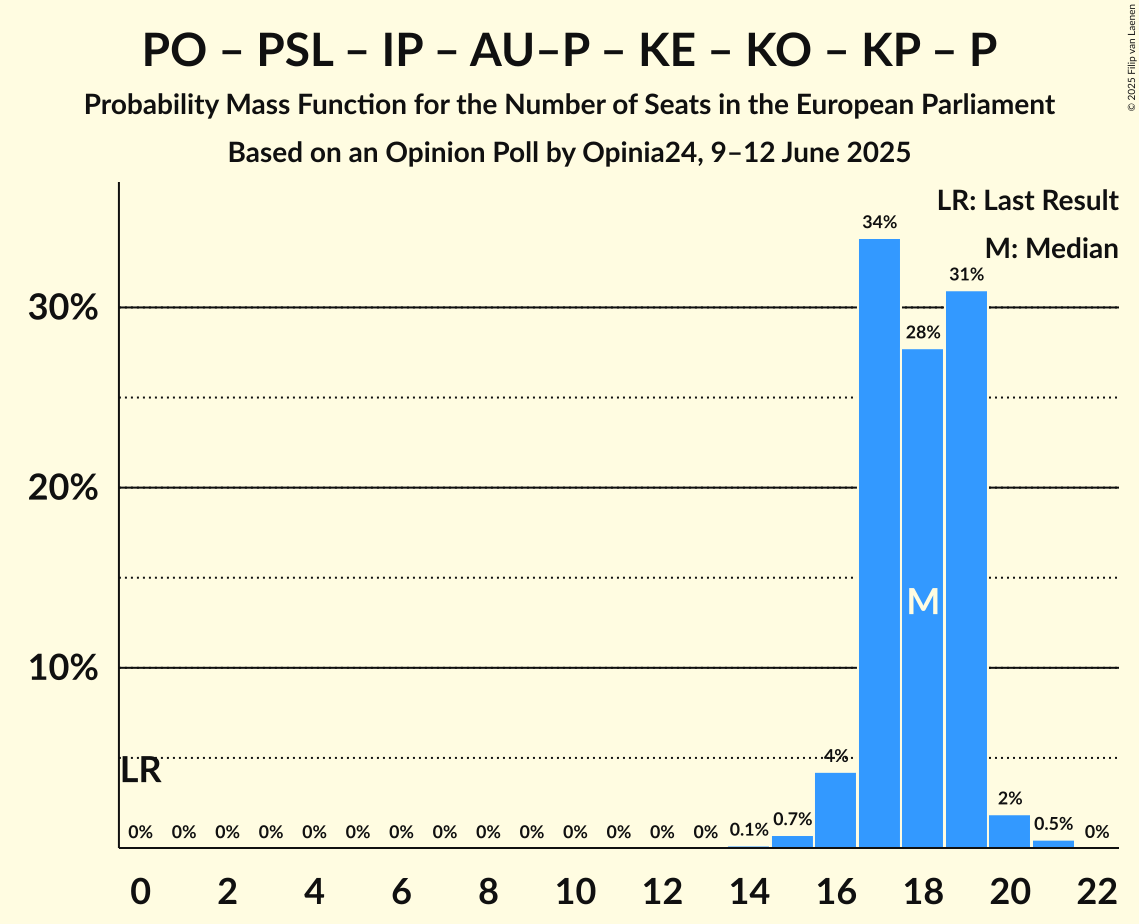 PO – PSL – IP – AU–P – KE – KO – KP – P
Probability Mass Function for the Number of Seats in the European Parliament
Based on an Opinion Poll by Opinia24, 9–12 June 2025
© 2025 Filip van Laenen
LR: Last Result
M: Median
34%
31%
30%
28%
20%
M
10%
LR
4%
2%
0% 0% 0% 0% 0% 0% 0% 0% 0% 0% 0% 0% 0% 0% 0.1% 0.7% 0.5% 0%
0 2 4 6 8 10 12 14 16 18 20 22